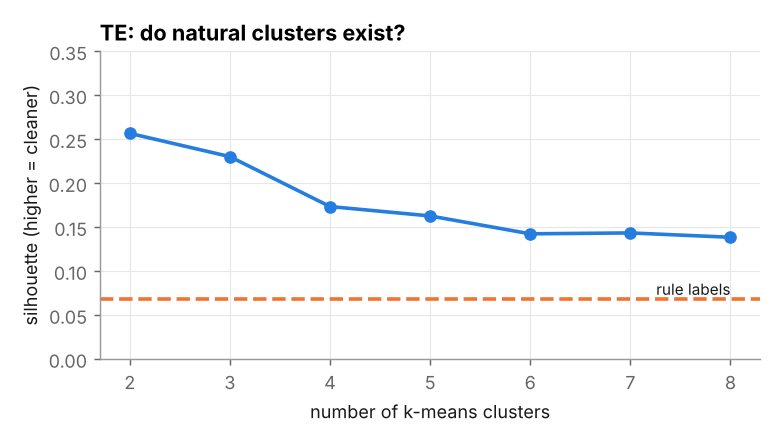 TE: do natural clusters exist?
silhouette (higher = cleaner)
0.35
0.30
0.25
0.20
0.15
0.10
0.05
0.00
rule labels
2 3 4 5 6 7 8
number of k-means clusters